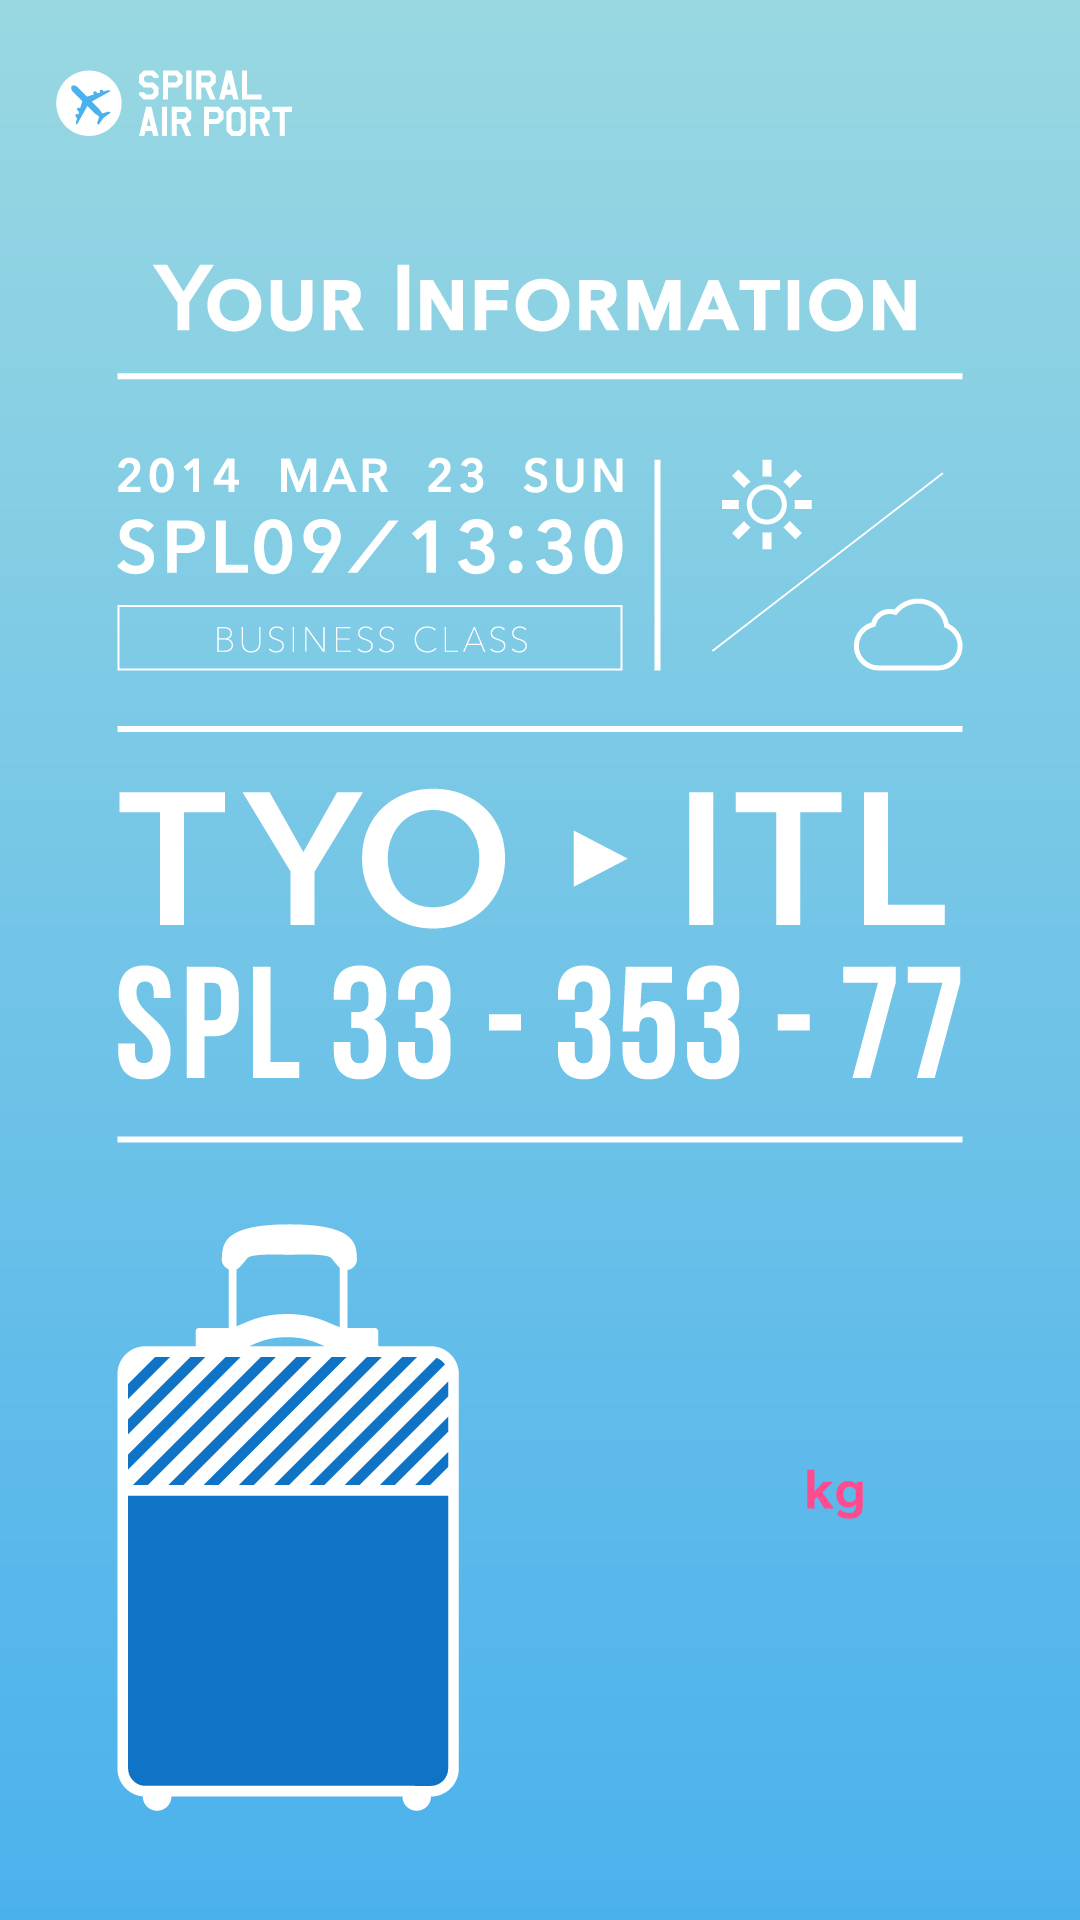 SPIRAL
AIR PORT
YOUR INFORMATION
2014 MAR 23 SUN
SPL09/13:30
BUSINESS CLASS
TYO ▶ ITL
SPL 33 - 353 - 77
kg